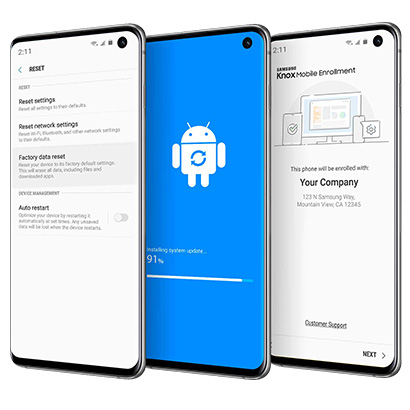 2:11
RESET
RESET
Reset settings
Reset all settings to their defaults.
Reset network settings
Reset Wi-Fi, Bluetooth, and other network settings
to their defaults.
Factory data reset
Reset your device to its factory default settings.
This will erase all data, including files and
downloaded apps.
DEVICE MANAGEMENT
Auto restart
Optimize your device by restarting it
automatically at set times. Any unsaved
data will be lost when the device restarts.
2:11
Installing system update...
91%
2:11
SAMSUNG
Knox Mobile Enrollment
This phone will be enrolled with:
Your Company
123 N Samsung Way,
Mountain View, CA 12345
Customer Support
NEXT >